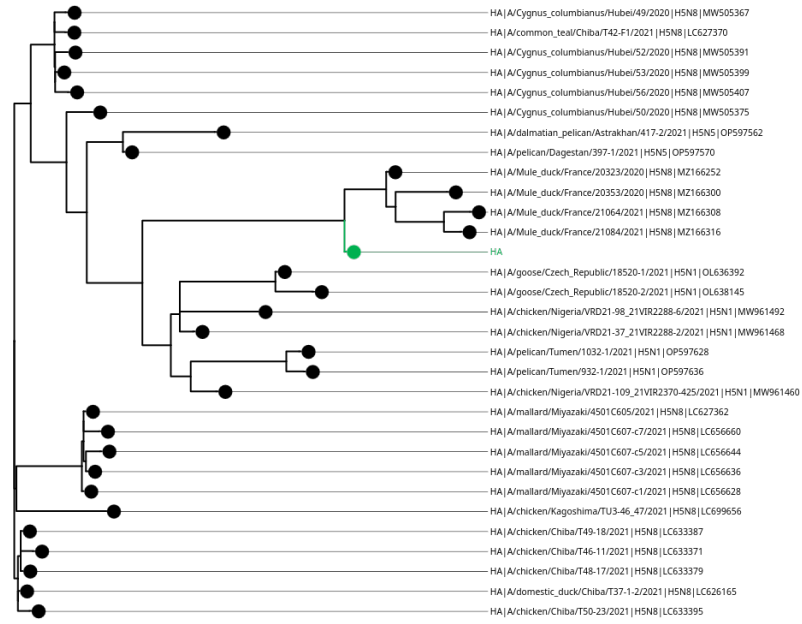 HA|A/Cygnus_columbianus/Hubei/49/2020|H5N8|MW505367
HA|A/common_teal/Chiba/T42-F1/2021|H5N8|LC627370
HA|A/Cygnus_columbianus/Hubei/52/2020|H5N8|MW505391
HA|A/Cygnus_columbianus/Hubei/53/2020|H5N8|MW505399
HA|A/Cygnus_columbianus/Hubei/56/2020|H5N8|MW505407
HA|A/Cygnus_columbianus/Hubei/50/2020|H5N8|MW505375
HA|A/dalmatian_pelican/Astrakhan/417-2/2021|H5N5|OP597562
HA|A/pelican/Dagestan/397-1/2021|H5N5|OP597570
HA|A/Mule_duck/France/20323/2020|H5N8|MZ166252
HA|A/Mule_duck/France/20353/2020|H5N8|MZ166300
HA|A/Mule_duck/France/21064/2021|H5N8|MZ166308
HA|A/Mule_duck/France/21084/2021|H5N8|MZ166316
HA
HA|A/goose/Czech_Republic/18520-1/2021|H5N1|OL636392
HA|A/goose/Czech_Republic/18520-2/2021|H5N1|OL638145
HA|A/chicken/Nigeria/VRD21-98_21VIR2288-6/2021|H5N1|MW961492
HA|A/chicken/Nigeria/VRD21-37_21VIR2288-2/2021|H5N1|MW961468
HA|A/pelican/Tumen/1032-1/2021|H5N1|OP597628
HA|A/pelican/Tumen/932-1/2021|H5N1|OP597636
HA|A/chicken/Nigeria/VRD21-109_21VIR2370-425/2021|H5N1|MW961460
HA|A/mallard/Miyazaki/4501C605/2021|H5N8|LC627362
HA|A/mallard/Miyazaki/4501C607-c7/2021|H5N8|LC656660
HA|A/mallard/Miyazaki/4501C607-c5/2021|H5N8|LC656644
HA|A/mallard/Miyazaki/4501C607-c3/2021|H5N8|LC656636
HA|A/mallard/Miyazaki/4501C607-c1/2021|H5N8|LC656628
HA|A/chicken/Kagoshima/TU3-46_47/2021|H5N8|LC699656
HA|A/chicken/Chiba/T49-18/2021|H5N8|LC633387
HA|A/chicken/Chiba/T46-11/2021|H5N8|LC633371
HA|A/chicken/Chiba/T48-17/2021|H5N8|LC633379
HA|A/domestic_duck/Chiba/T37-1-2/2021|H5N8|LC626165
HA|A/chicken/Chiba/T50-23/2021|H5N8|LC633395